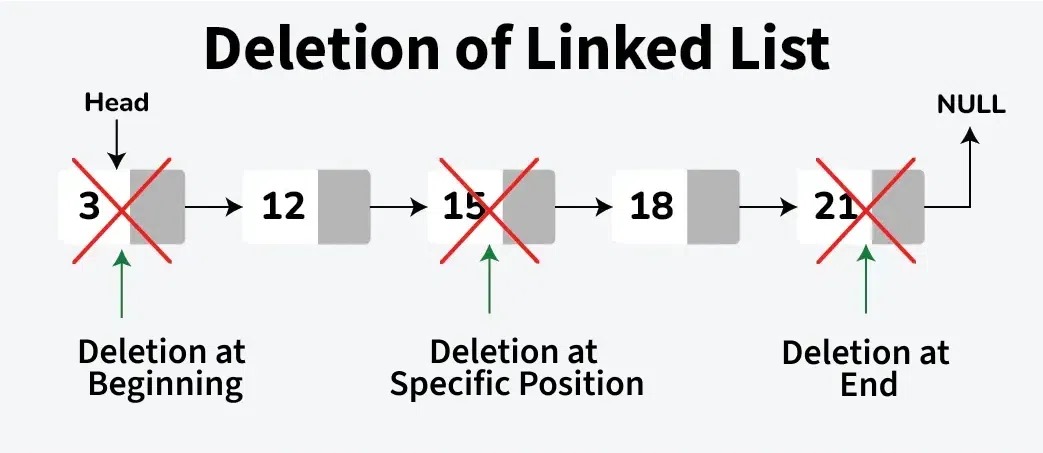 Deletion of Linked List
Head
NULL
3
12
15
18
21
Deletion at
Beginning
Deletion at
Specific Position
Deletion at
End